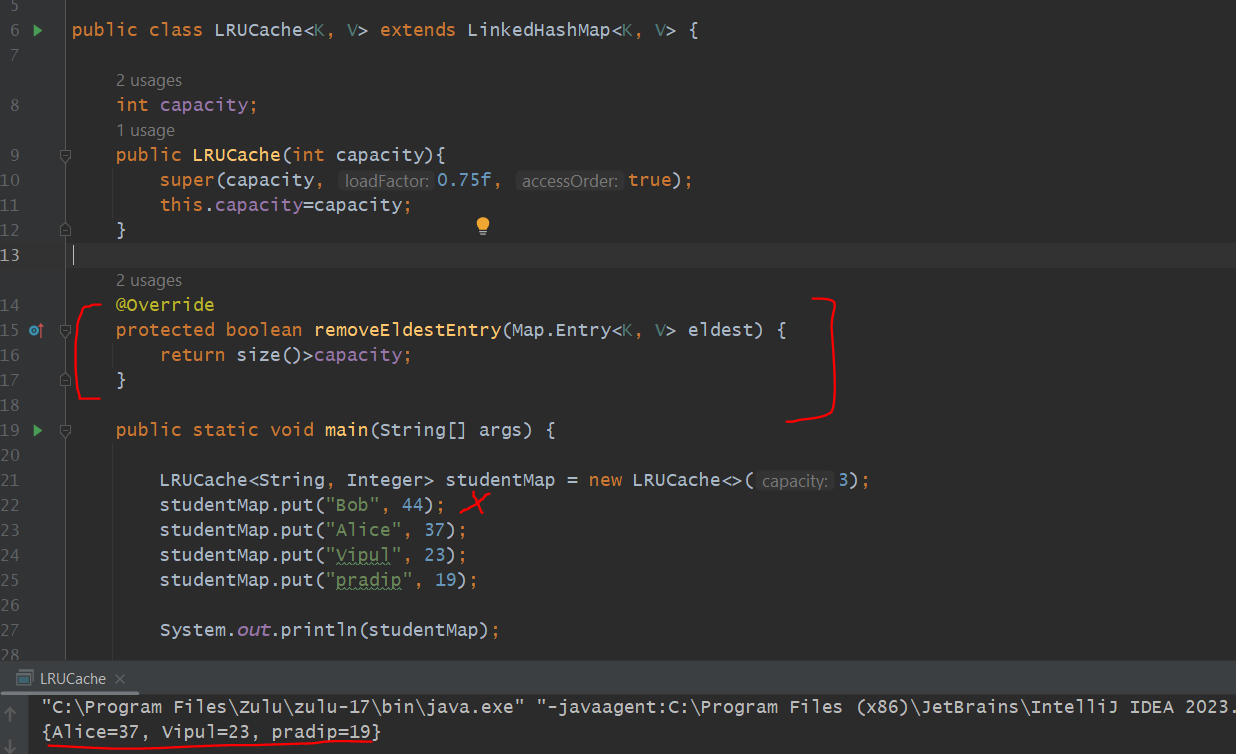 5
6 public class LRUCache<K, V> extends LinkedHashMap<K, V> {
7
2 usages
8 int capacity;
1 usage
9 public LRUCache(int capacity){
10 super(capacity, loadFactor: 0.75f, accessOrder: true);
11 this.capacity=capacity;
12 }
13
2 usages
14 @Override
15 protected boolean removeEldestEntry(Map.Entry<K, V> eldest) {
16 return size()>capacity;
17 }
18
19 public static void main(String[] args) {
20
21 LRUCache<String, Integer> studentMap = new LRUCache<>( capacity: 3);
22 studentMap.put("Bob", 44);
23 studentMap.put("Alice", 37);
24 studentMap.put("Vipul", 23);
25 studentMap.put("pradip", 19);
26
27 System.out.println(studentMap);
28
LRUCache ×
"C:\Program Files\Zulu\zulu-17\bin\java.exe" "-javaagent:C:\Program Files (x86)\JetBrains\IntelliJ IDEA 2023.
{Alice=37, Vipul=23, pradip=19}